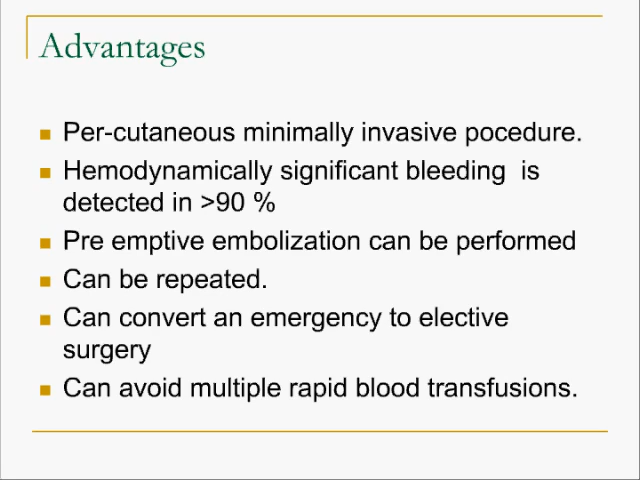 Advantages
Per-cutaneous minimally invasive pocedure.
Hemodynamically significant bleeding  is
detected in >90 %
Pre emptive embolization can be performed
Can be repeated.
Can convert an emergency to elective
surgery
Can avoid multiple rapid blood transfusions.